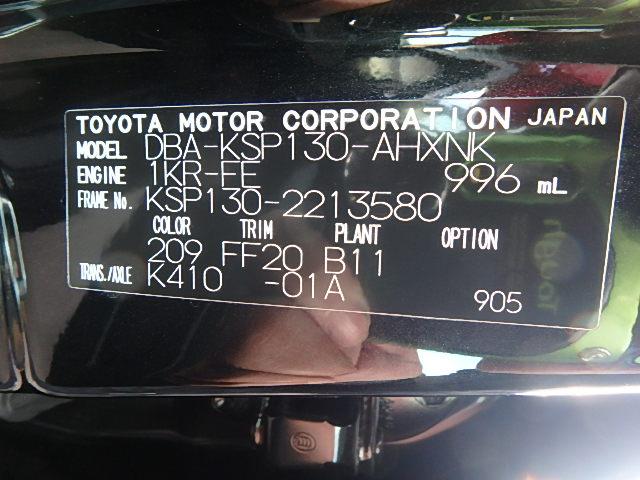 TOYOTA MOTOR CORPORATION JAPAN
MODEL DBA-KSP130-AHXNK
ENGINE 1KR-FE 996 mL
FRAME No. KSP130-2213580
COLOR TRIM PLANT OPTION
209 FF20 B11
TRANS./AXLE K410 -01A
905